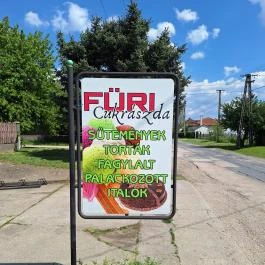 FÜRI
Cukrászda
SÜTEMÉNYEK
TORTÁK
FAGYLALT
PALACKOZOTT
ITALOK